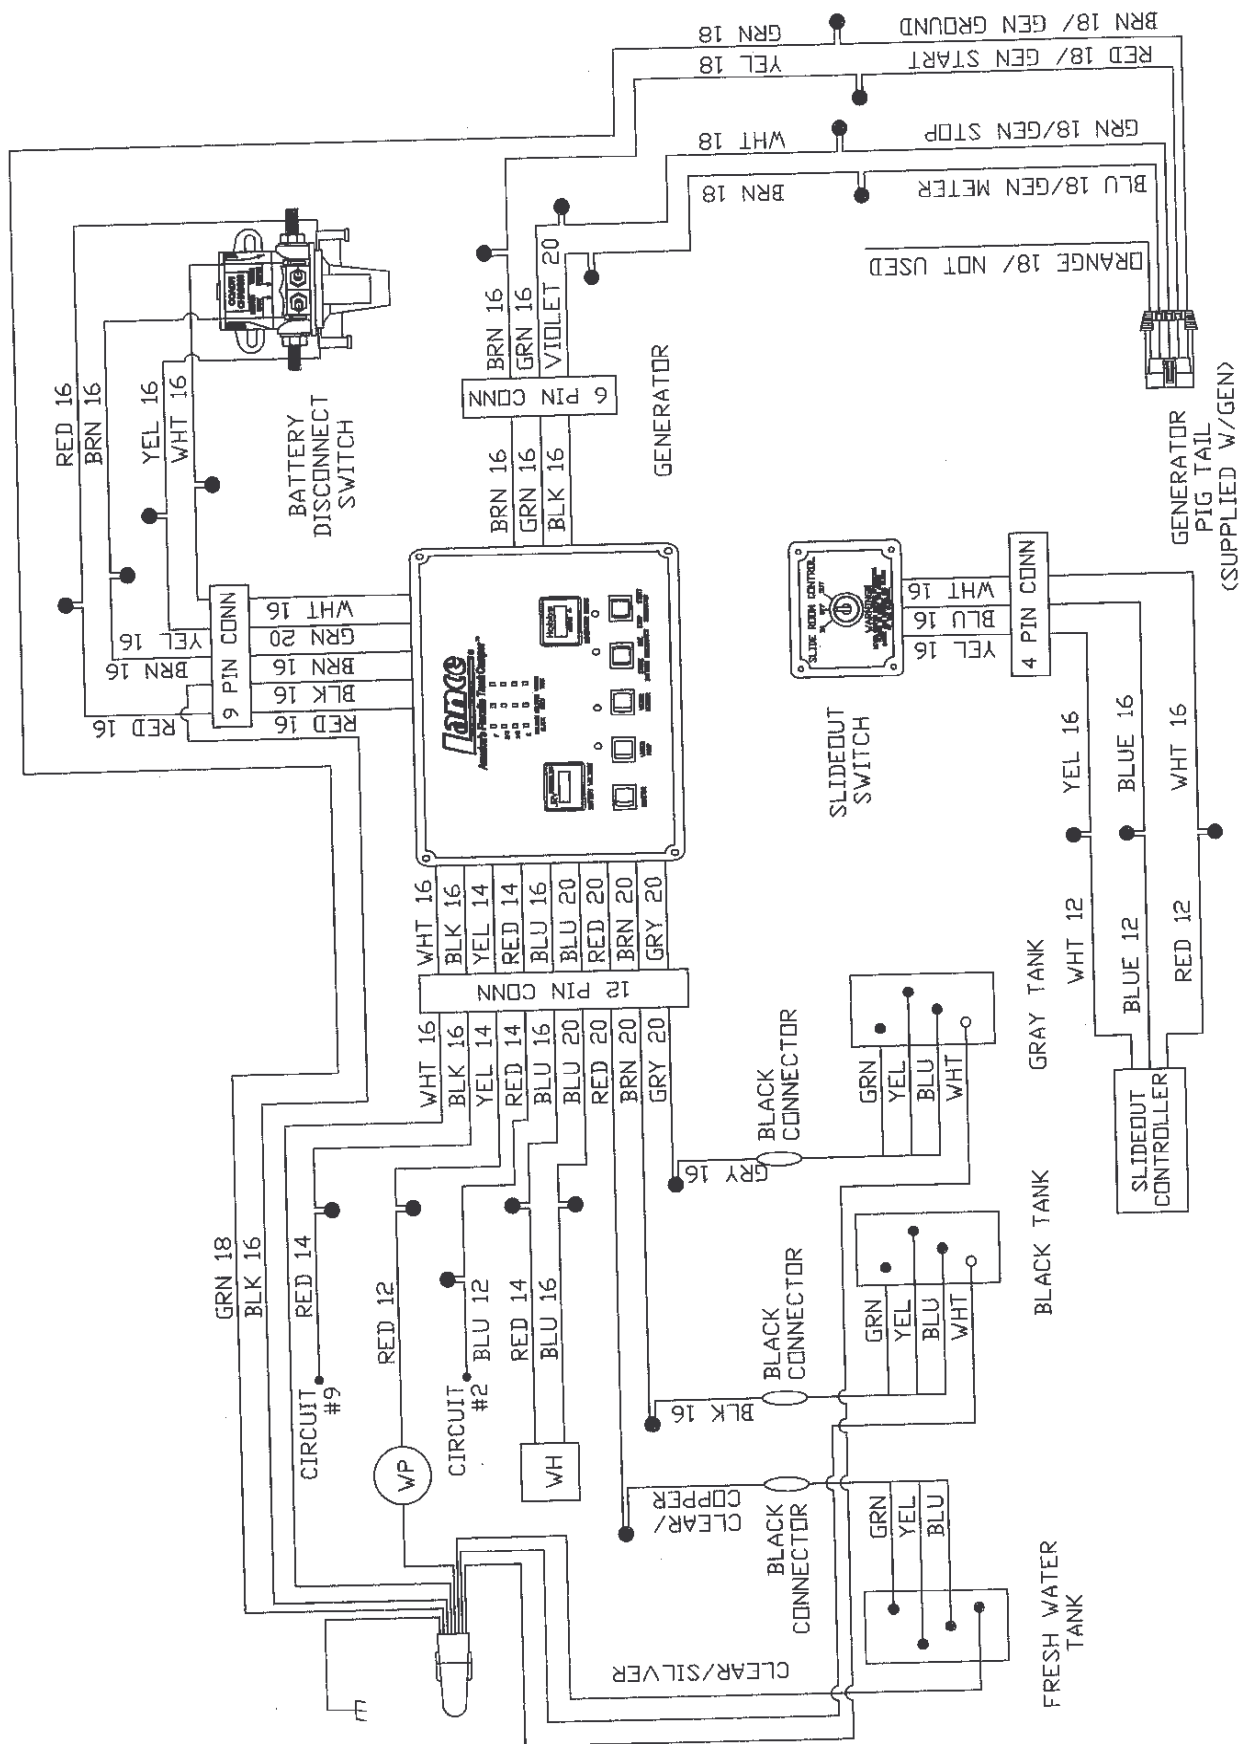 BRN 18/ GEN GROUND
GRN 18
RED 18/ GEN START
YEL 18
GRN 18/GEN STOP
WHT 18
BLU 18/GEN METER
BRN 18
ORANGE 18/ NOT USED
GENERATOR
PIG TAIL
(SUPPLIED W/GEN)
RED 16
BRN 16
YEL 16
WHT 16
BATTERY
DISCONNECT
SWITCH
BRN 16
GRN 16
VIOLET 20
6 PIN CONN
GENERATOR
BRN 16
GRN 16
BLK 16
YEL 16
BRN 16
RED 16
9 PIN CONN
WHT 16
GRN 20
BRN 16
BLK 16
RED 16
Lance
Hobbs
SLIDE ROOM CONTROL
WARNING
SLIDEOUT
SWITCH
WHT 16
BLU 16
YEL 16
4 PIN CONN
YEL 16
BLUE 16
WHT 16
WHT 12
BLUE 12
RED 12
SLIDEOUT
CONTROLLER
WHT 16
BLK 16
YEL 14
RED 14
BLU 16
BLU 20
RED 20
BRN 20
GRY 20
12 PIN CONN
WHT 16
BLK 16
YEL 14
RED 14
BLU 16
BLU 20
RED 20
BRN 20
GRY 20
GRN 18
BLK 16
RED 14
CIRCUIT
#9
RED 12
WP
BLU 12
CIRCUIT
#2
RED 14
BLU 16
WH
GRY 16
BLACK
CONNECTOR
GRN
YEL
BLU
WHT
GRAY TANK
BLK 16
BLACK
CONNECTOR
GRN
YEL
BLU
WHT
BLACK TANK
CLEAR/
COPPER
BLACK
CONNECTOR
GRN
YEL
BLU
CLEAR/SILVER
FRESH WATER
TANK